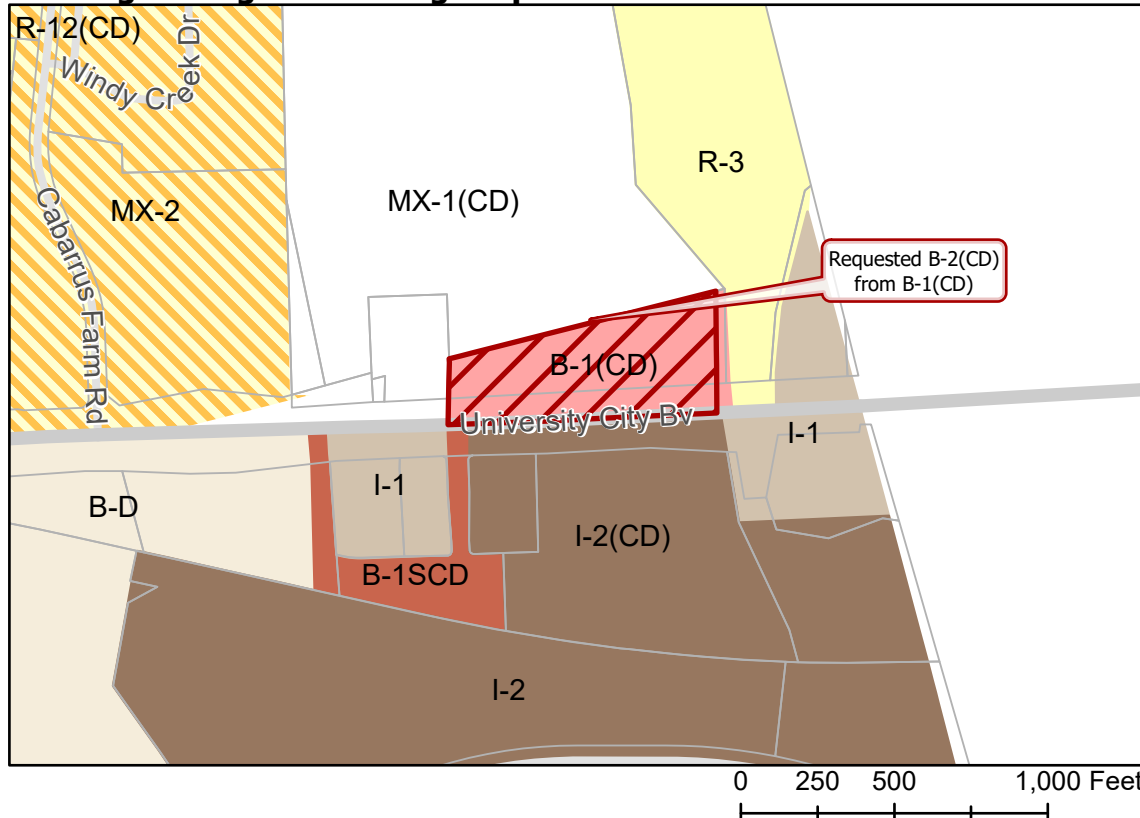 R-12(CD)
Windy Creek Dr
R-3
MX-1(CD)
MX-2
Cabarrus Farm Rd
Requested B-2(CD)
from B-1(CD)
B-1(CD)
University City Bv
I-1
I-1
B-D
I-2(CD)
B-1SCD
I-2
0 250 500 1,000 Feet